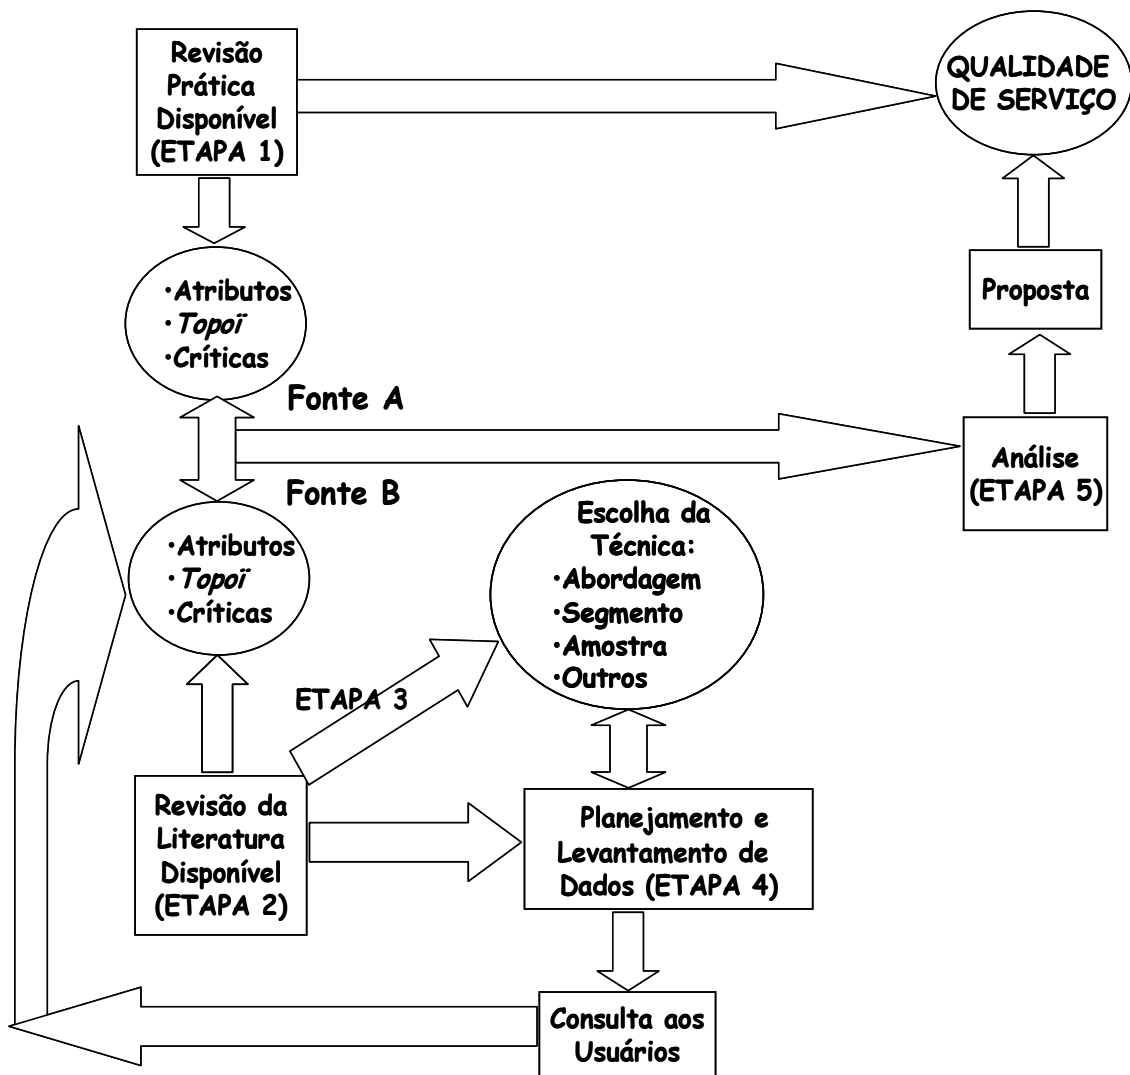 Revisão
Prática
Disponível
(ETAPA 1)
QUALIDADE
DE SERVIÇO
•Atributos
•Topoï
•Críticas
Proposta
Fonte A
Fonte B
Análise
(ETAPA 5)
•Atributos
•Topoï
•Críticas
Escolha da
Técnica:
•Abordagem
•Segmento
•Amostra
•Outros
ETAPA 3
Revisão da
Literatura
Disponível
(ETAPA 2)
Planejamento e
Levantamento de
Dados (ETAPA 4)
Consulta aos
Usuários